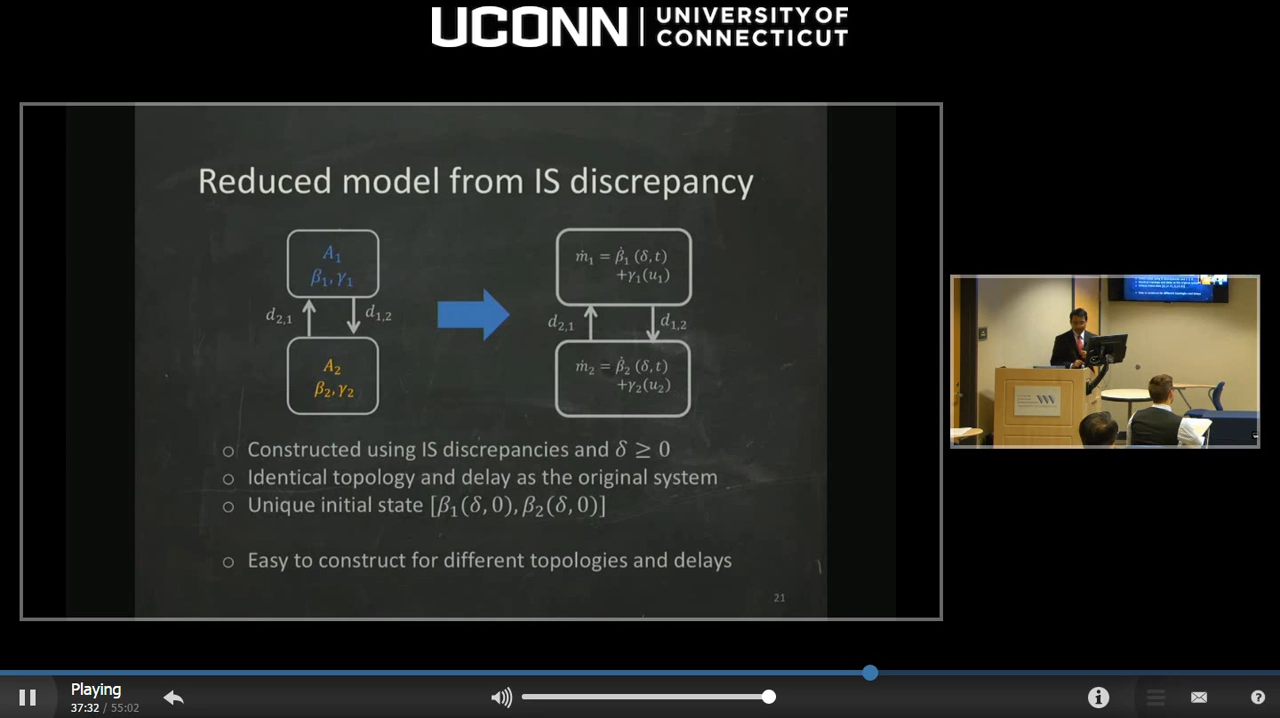 UCONN | UNIVERSITY OF
CONNECTICUT
Reduced model from IS discrepancy
A₁
β₁, γ₁
d₂,₁
d₁,₂
A₂
β₂, γ₂
ṁ₁ = β̇₁ (δ, t)
+γ₁(u₁)
d₂,₁
d₁,₂
ṁ₂ = β̇₂ (δ, t)
+γ₂(u₂)
○ Constructed using IS discrepancies and δ ≥ 0
○ Identical topology and delay as the original system
○ Unique initial state [β₁(δ, 0), β₂(δ, 0)]
○ Easy to construct for different topologies and delays
21
Playing
37:32 / 55:02